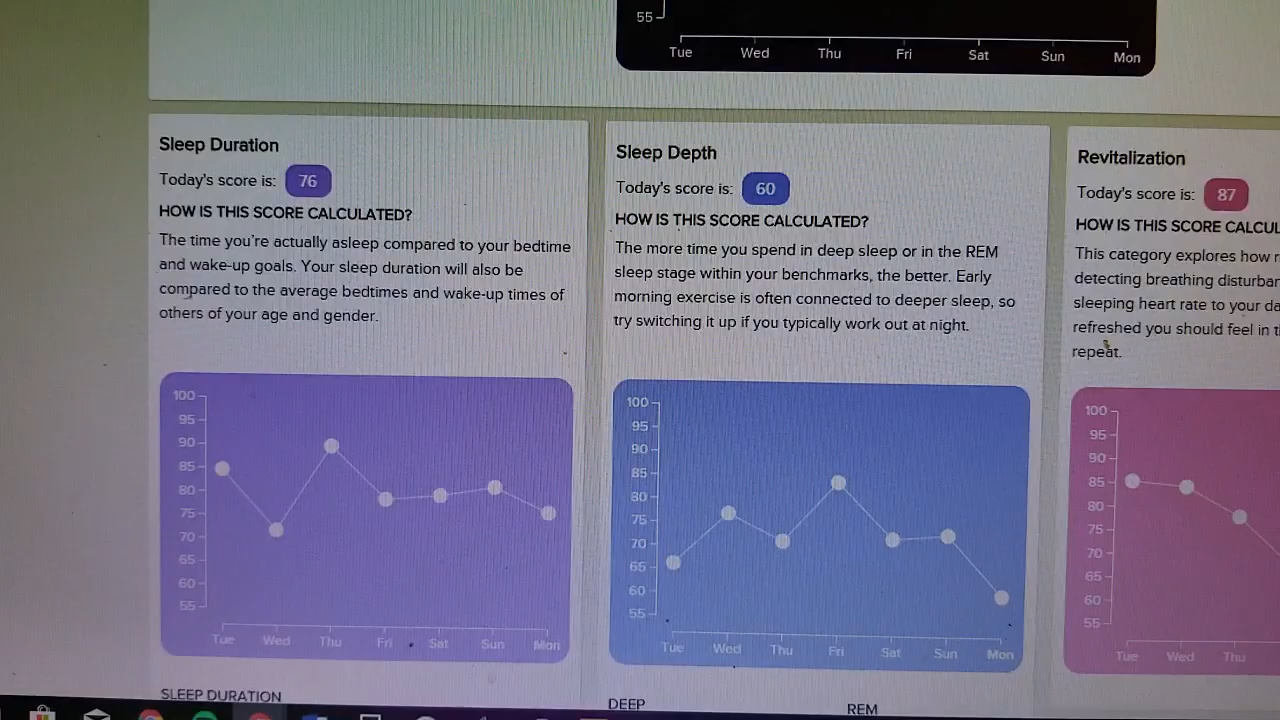 55
Tue Wed Thu Fri Sat Sun Mon
Sleep Duration
Today's score is: 76
HOW IS THIS SCORE CALCULATED?
The time you're actually asleep compared to your bedtime
and wake-up goals. Your sleep duration will also be
compared to the average bedtimes and wake-up times of
others of your age and gender.
100
95
90
85
80
75
70
65
60
55
Tue Wed Thu Fri Sat Sun Mon
SLEEP DURATION
Sleep Depth
Today's score is: 60
HOW IS THIS SCORE CALCULATED?
The more time you spend in deep sleep or in the REM
sleep stage within your benchmarks, the better. Early
morning exercise is often connected to deeper sleep, so
try switching it up if you typically work out at night.
100
95
90
85
80
75
70
65
60
55
Tue Wed Thu Fri Sat Sun Mon
DEEP REM
Revitalization
Today's score is: 87
HOW IS THIS SCORE CALCUL
This category explores how r
detecting breathing disturbar
sleeping heart rate to your da
refreshed you should feel in t
repeat.
100
95
90
85
80
75
70
65
60
55
Tue Wed Thu